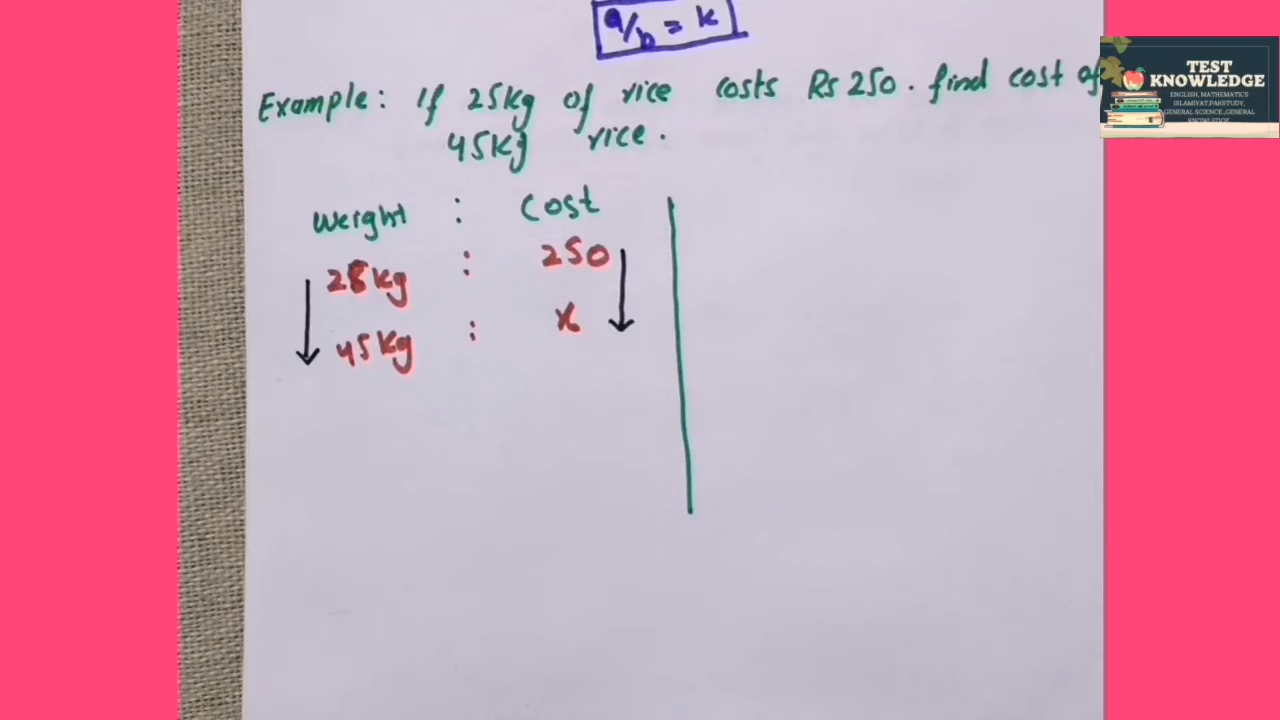 a/b = k
Example: If 25kg of rice costs Rs 250. find cost of
45kg rice.
Weight : Cost
25kg : 250
45kg : x
TEST
KNOWLEDGE
ENGLISH, MATHEMATICS
ISLAMIYAT,PAKSTUDY,
GENERAL SCIENCE ,GENERAL
KNOWLEDGE